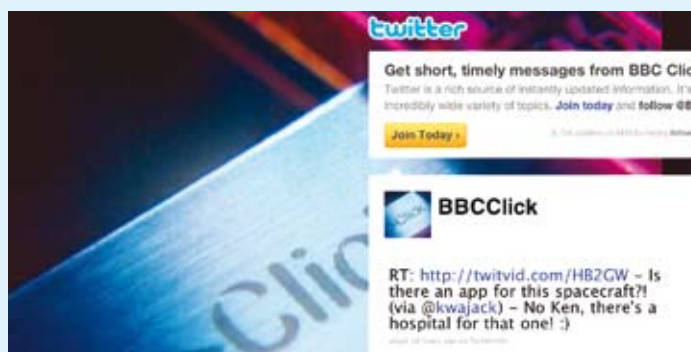 twitter
Get short, timely messages from BBC Clic
Twitter is a rich source of instantly updated information. It's
incredibly wide variety of topics. Join today and follow @B
Join Today ›
Click
BBCClick
Clic
RT: http://twitvid.com/HB2GW – Is
there an app for this spacecraft?!
(via @kwajack) – No Ken, there's a
hospital for that one! :)